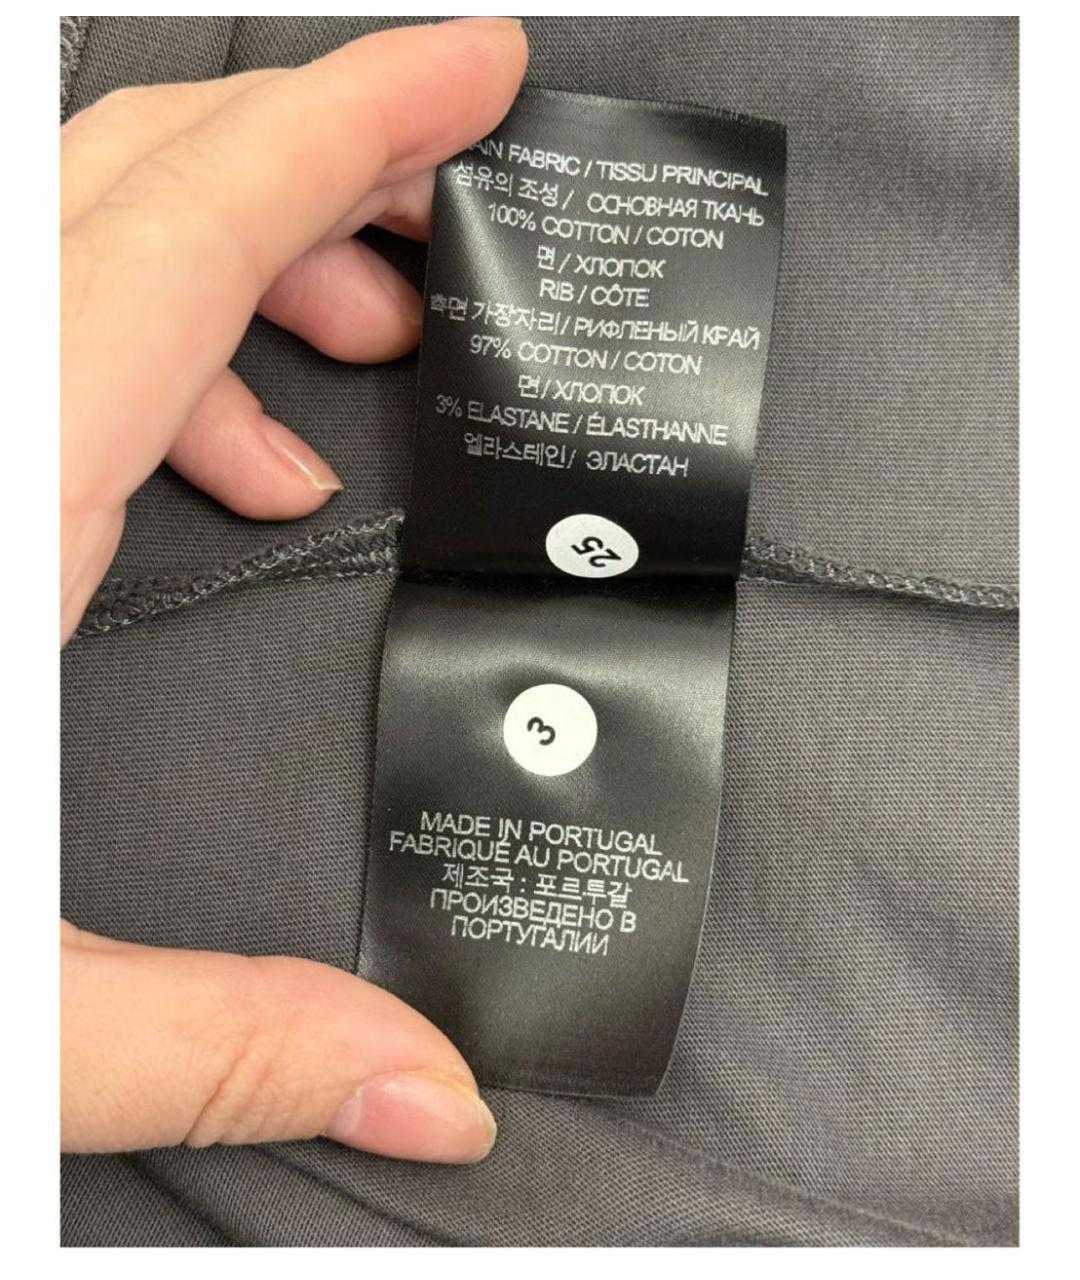 FABRIC / TISSU PRINCIPAL
섬유의 조성 / ОСНОВНАЯ ТКАНЬ
100% COTTON / COTON
면 / ХЛОПОК
RIB / CÔTE
측면 가장자리 / РИФЛЕНЫЙ КРАЙ
97% COTTON / COTON
면 / ХЛОПОК
3% ELASTANE / ÉLASTHANNE
엘라스테인 / ЭЛАСТАН
25
3
MADE IN PORTUGAL
FABRIQUÉ AU PORTUGAL
제조국 : 포르투갈
ПРОИЗВЕДЕНО В
ПОРТУГАЛИИ